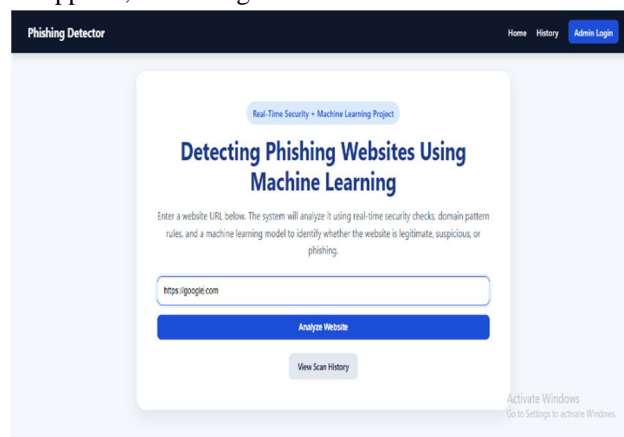 Phishing Detector
Home History Admin Login
Real-Time Security + Machine Learning Project
Detecting Phishing Websites Using
Machine Learning
Enter a website URL below. The system will analyze it using real-time security checks, domain pattern
rules, and a machine learning model to identify whether the website is legitimate, suspicious, or
phishing.
https://google.com
Analyze Website
View Scan History
Activate Windows
Go to Settings to activate Windows.